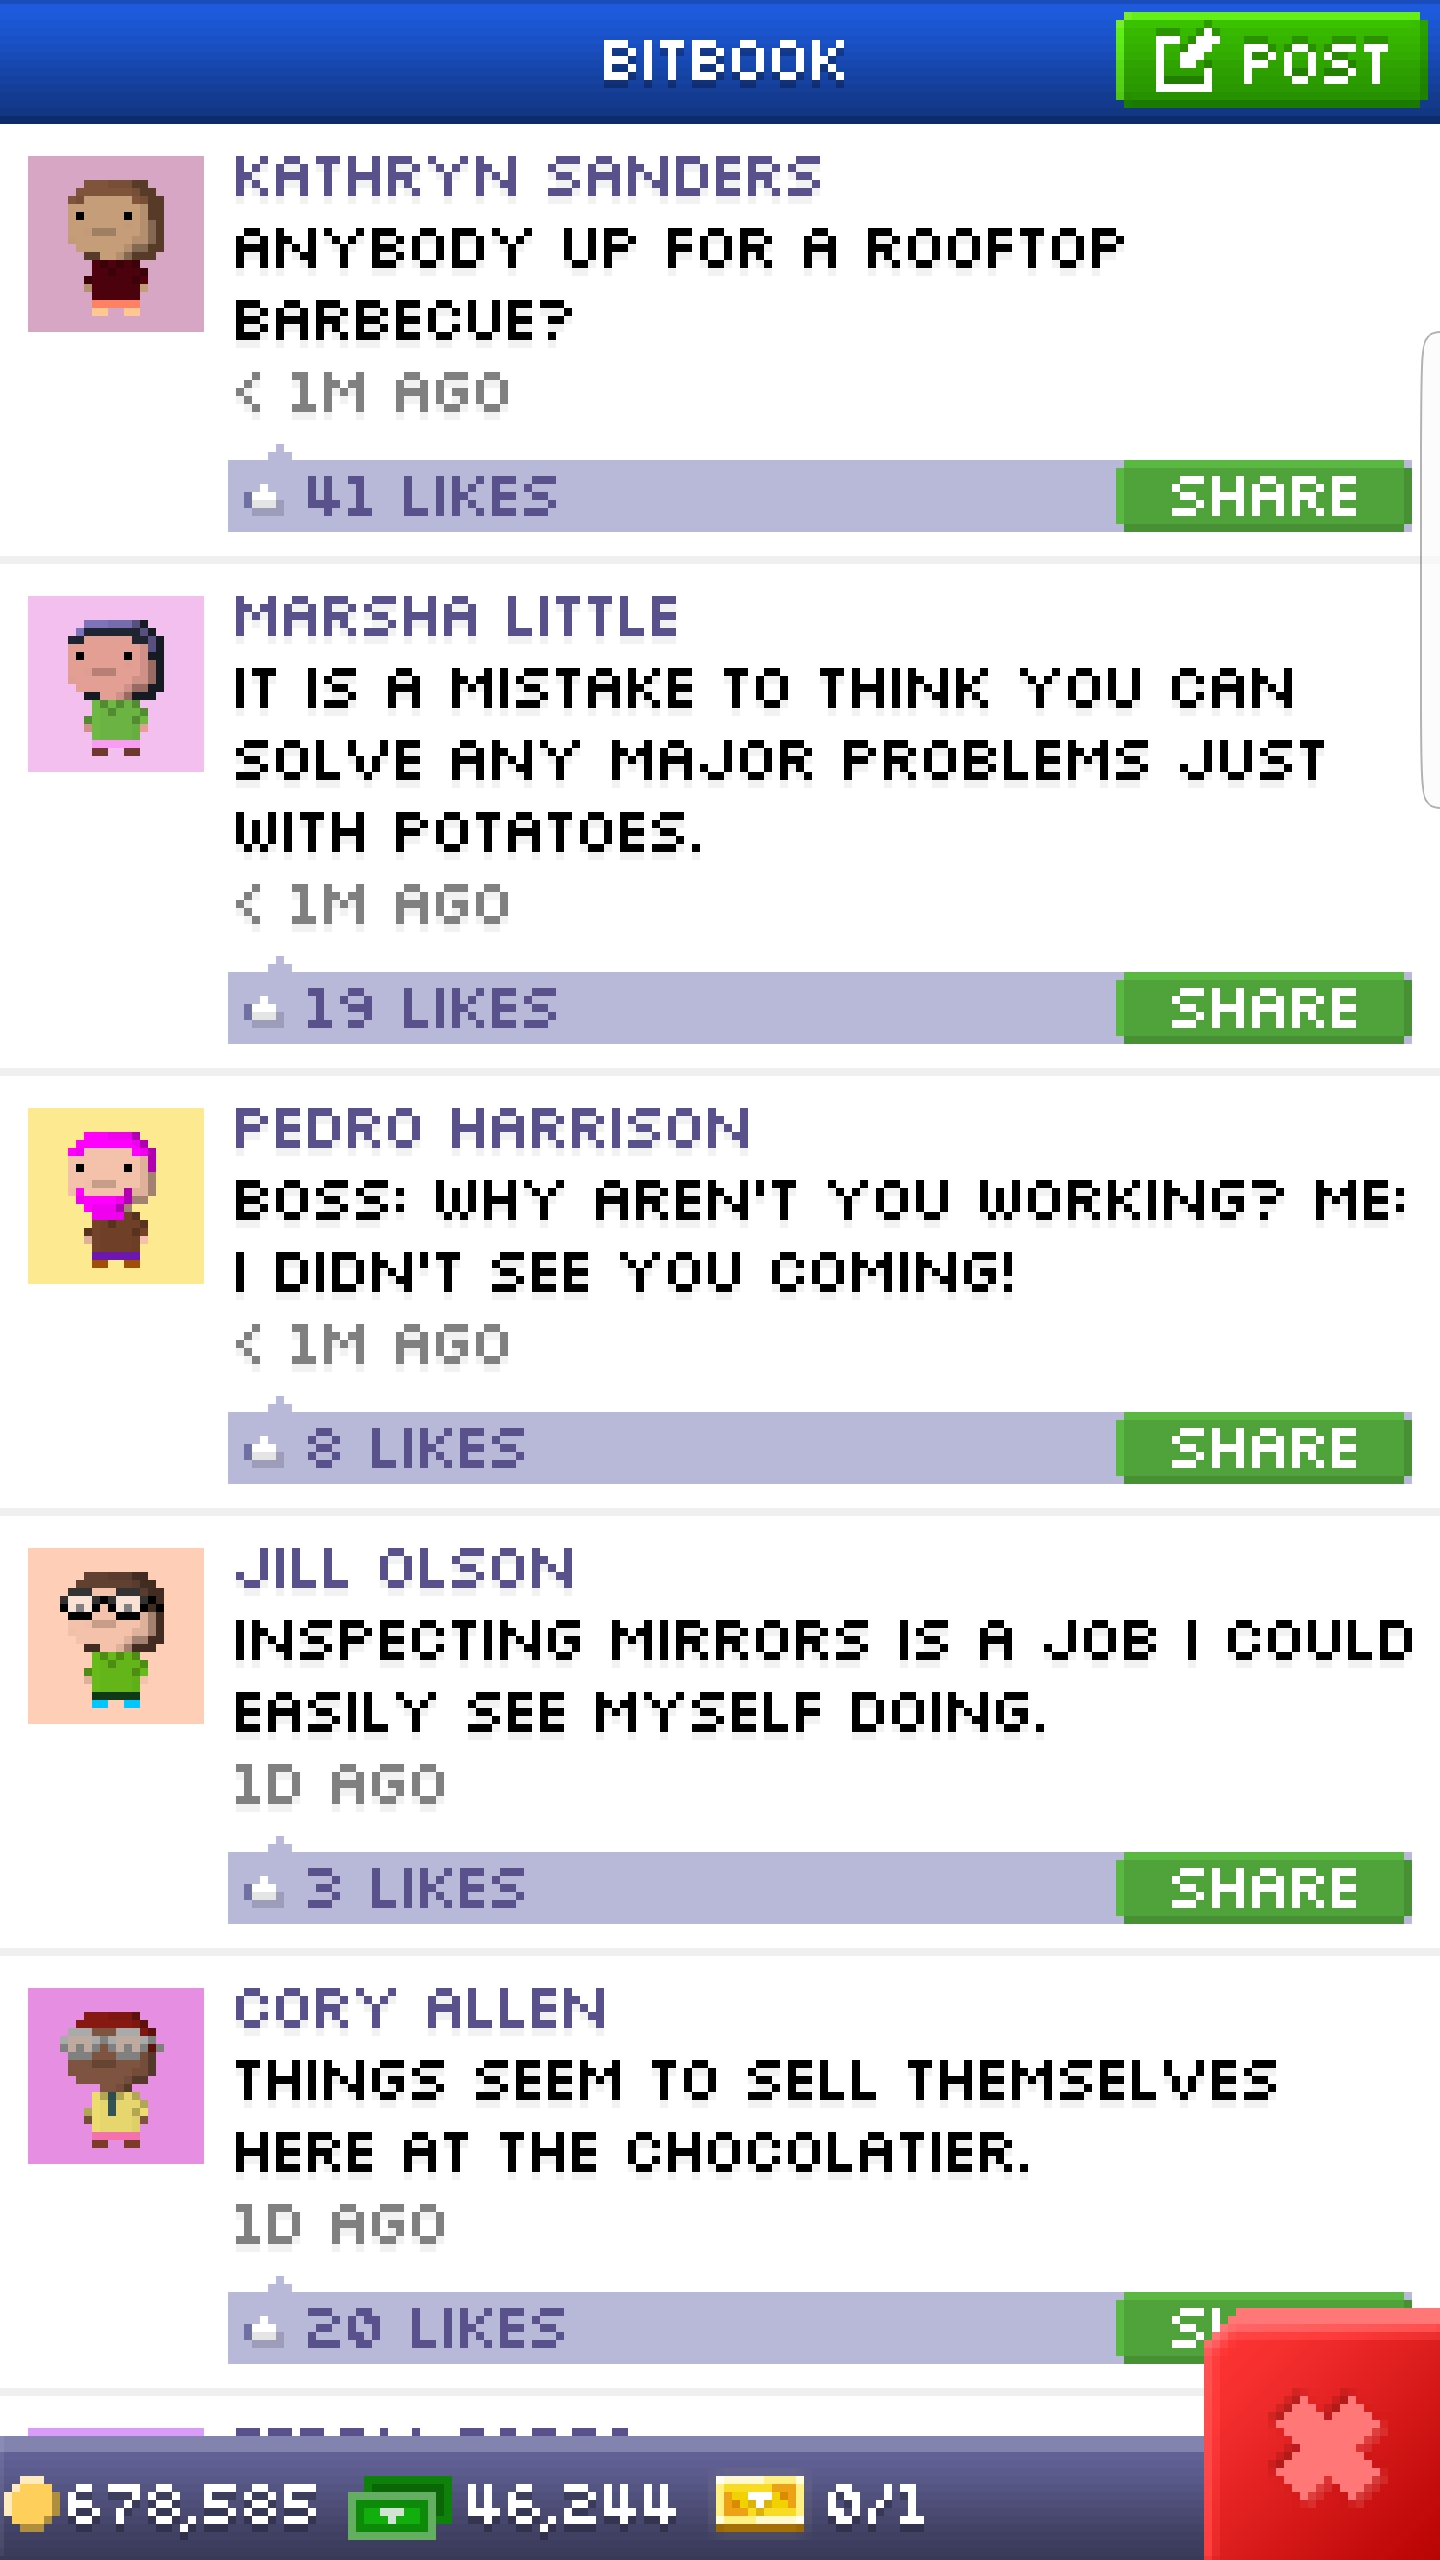 BITBOOK
POST
KATHRYN SANDERS
ANYBODY UP FOR A ROOFTOP
BARBECUE?
< 1M AGO
41 LIKES
SHARE
MARSHA LITTLE
IT IS A MISTAKE TO THINK YOU CAN
SOLVE ANY MAJOR PROBLEMS JUST
WITH POTATOES.
< 1M AGO
19 LIKES
SHARE
PEDRO HARRISON
BOSS: WHY AREN'T YOU WORKING? ME:
I DIDN'T SEE YOU COMING!
< 1M AGO
8 LIKES
SHARE
JILL OLSON
INSPECTING MIRRORS IS A JOB I COULD
EASILY SEE MYSELF DOING.
1D AGO
3 LIKES
SHARE
CORY ALLEN
THINGS SEEM TO SELL THEMSELVES
HERE AT THE CHOCOLATIER.
1D AGO
20 LIKES
678,585
46,244
0/1